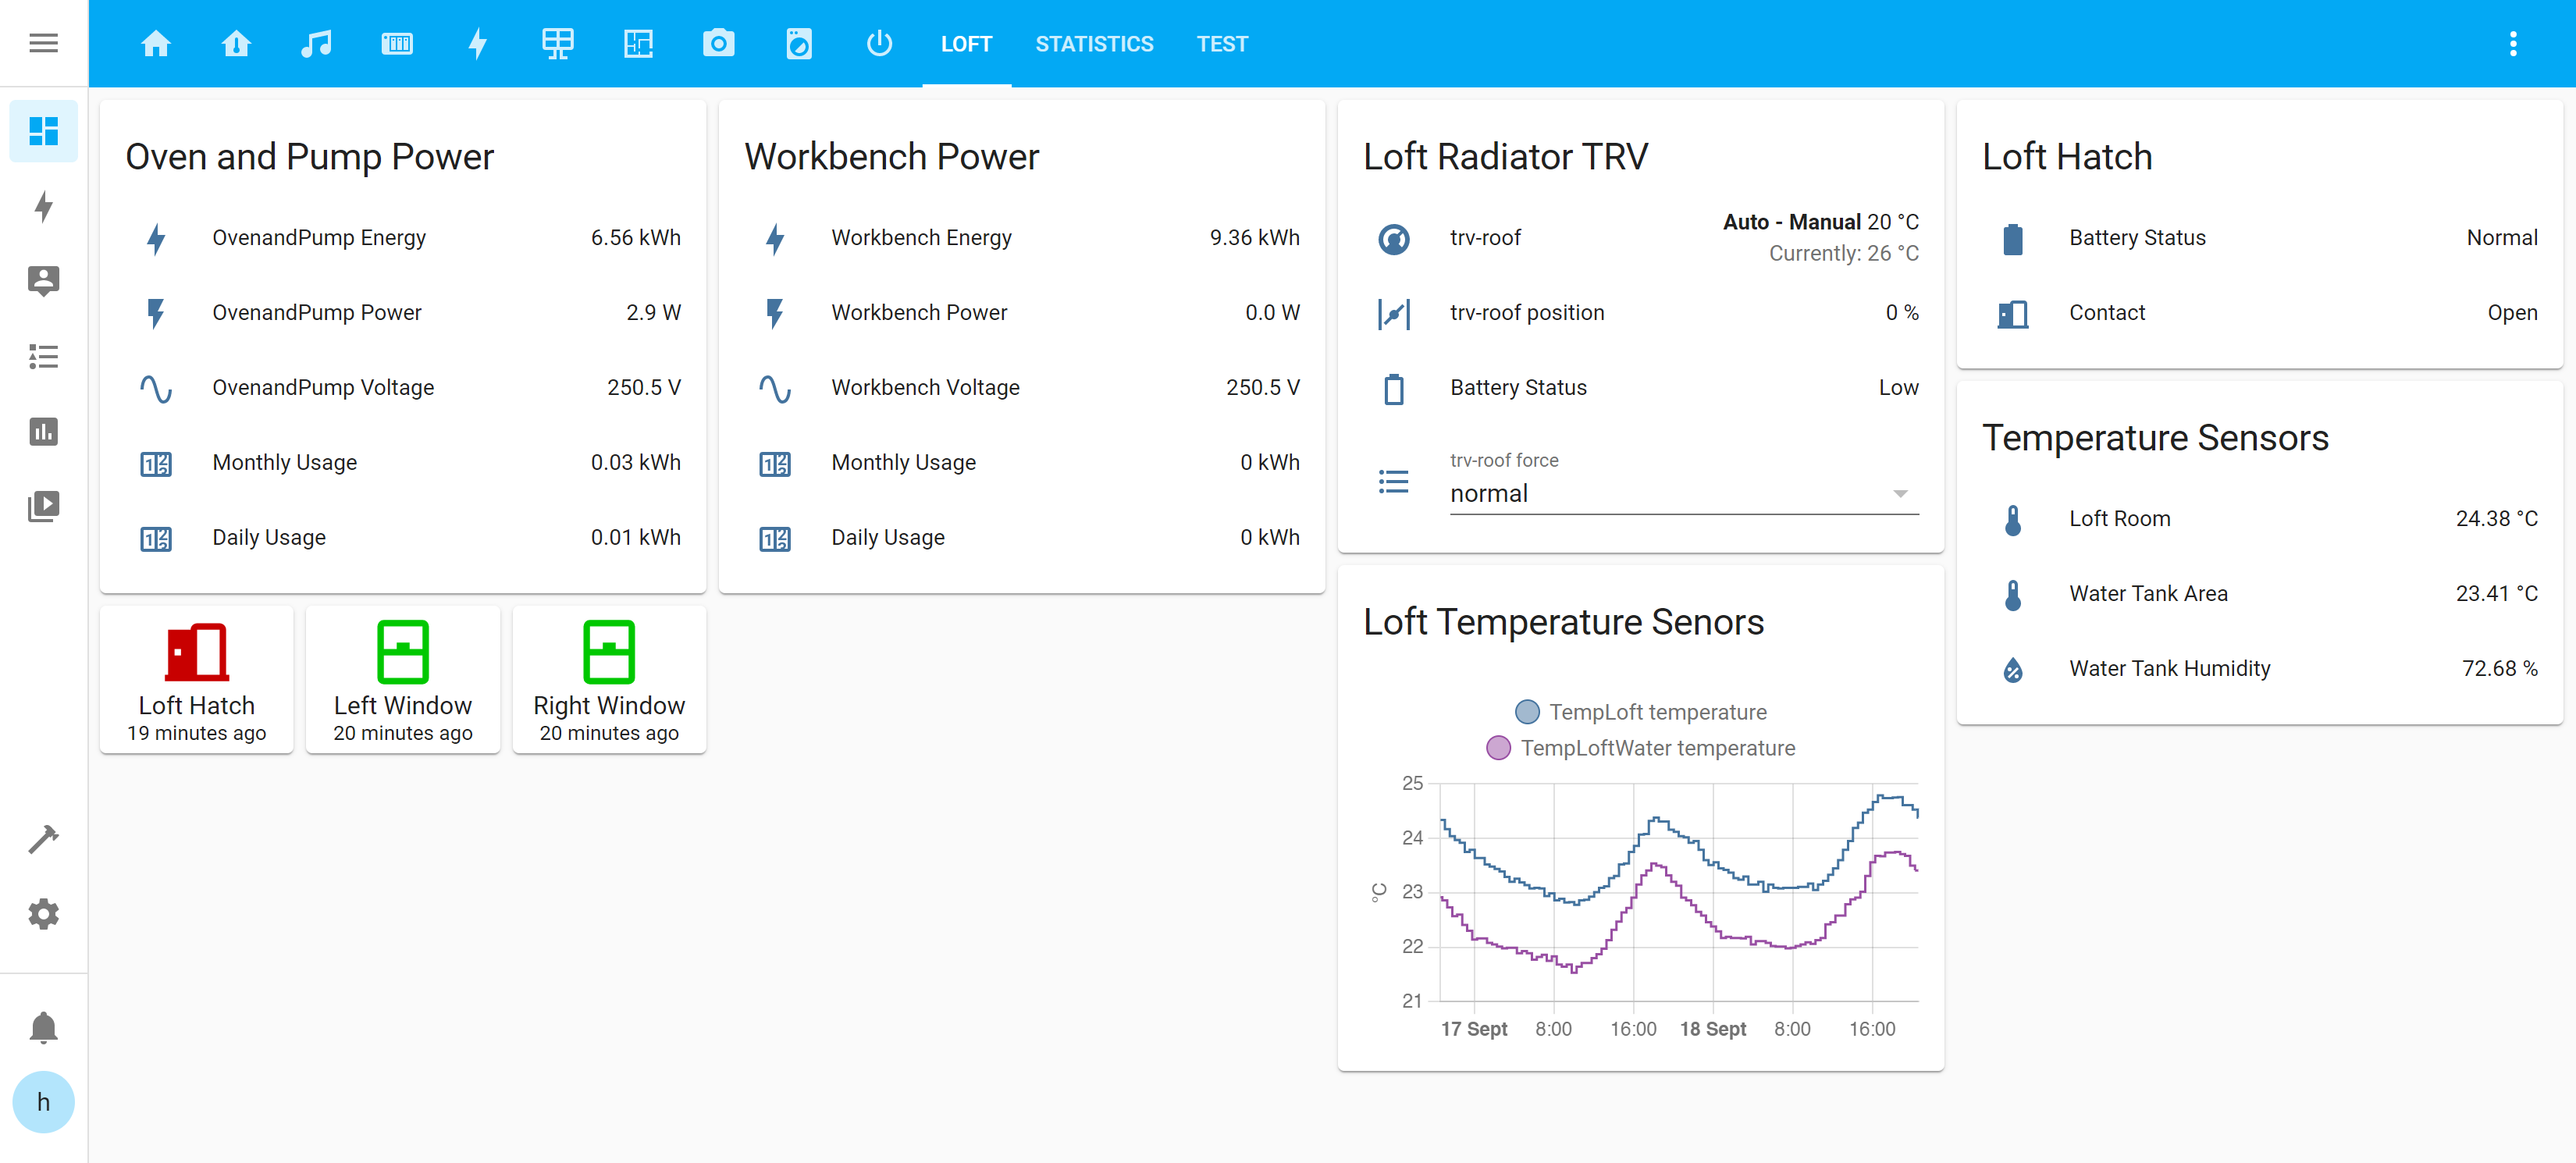 LOFT STATISTICS TEST
Oven and Pump Power
OvenandPump Energy 6.56 kWh
OvenandPump Power 2.9 W
OvenandPump Voltage 250.5 V
Monthly Usage 0.03 kWh
Daily Usage 0.01 kWh
Loft Hatch
19 minutes ago
Left Window
20 minutes ago
Right Window
20 minutes ago
Workbench Power
Workbench Energy 9.36 kWh
Workbench Power 0.0 W
Workbench Voltage 250.5 V
Monthly Usage 0 kWh
Daily Usage 0 kWh
Loft Radiator TRV
trv-roof Auto - Manual 20 °C
Currently: 26 °C
trv-roof position 0 %
Battery Status Low
trv-roof force
normal
Loft Temperature Senors
TempLoft temperature
TempLoftWater temperature
25
24
23
22
21
°C
17 Sept 8:00 16:00 18 Sept 8:00 16:00
Loft Hatch
Battery Status Normal
Contact Open
Temperature Sensors
Loft Room 24.38 °C
Water Tank Area 23.41 °C
Water Tank Humidity 72.68 %
h